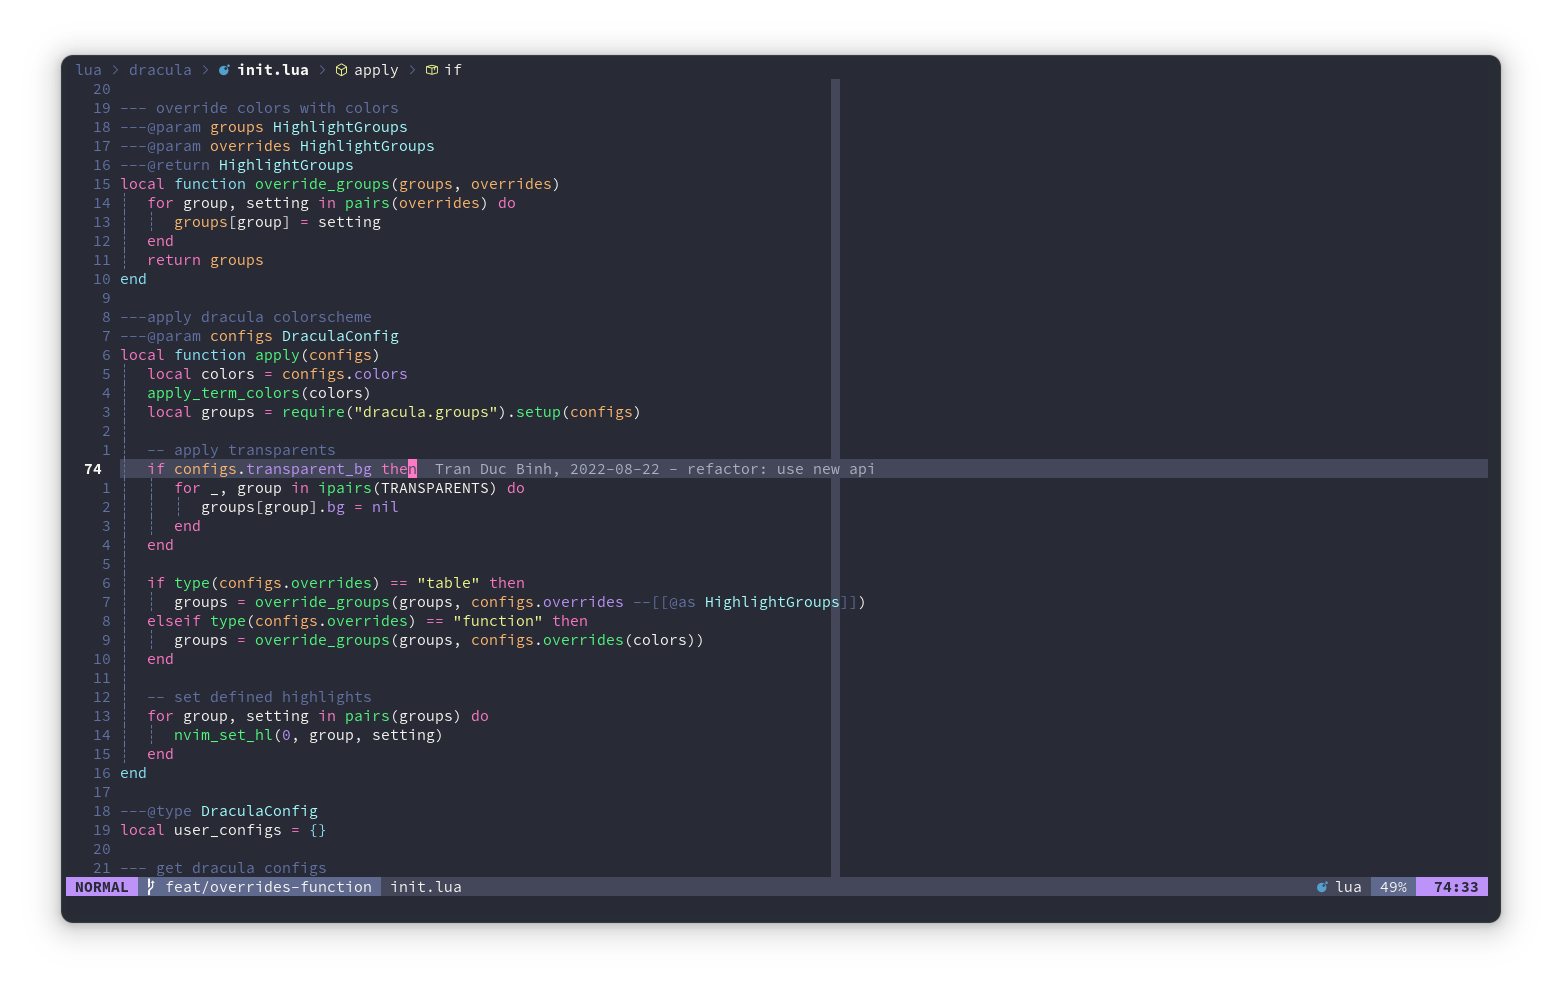 lua > dracula > init.lua > apply > if
20
19 --- override colors with colors
18 ---@param groups HighlightGroups
17 ---@param overrides HighlightGroups
16 ---@return HighlightGroups
15 local function override_groups(groups, overrides)
14   for group, setting in pairs(overrides) do
13     groups[group] = setting
12   end
11   return groups
10 end
9
8 ---apply dracula colorscheme
7 ---@param configs DraculaConfig
6 local function apply(configs)
5   local colors = configs.colors
4   apply_term_colors(colors)
3   local groups = require("dracula.groups").setup(configs)
2
1   -- apply transparents
74   if configs.transparent_bg then  Tran Duc Binh, 2022-08-22 - refactor: use new api
1     for _, group in ipairs(TRANSPARENTS) do
2       groups[group].bg = nil
3     end
4   end
5
6   if type(configs.overrides) == "table" then
7     groups = override_groups(groups, configs.overrides --[[@as HighlightGroups]])
8   elseif type(configs.overrides) == "function" then
9     groups = override_groups(groups, configs.overrides(colors))
10   end
11
12   -- set defined highlights
13   for group, setting in pairs(groups) do
14     nvim_set_hl(0, group, setting)
15   end
16 end
17
18 ---@type DraculaConfig
19 local user_configs = {}
20
21 --- get dracula configs
NORMAL feat/overrides-function init.lua lua 49% 74:33